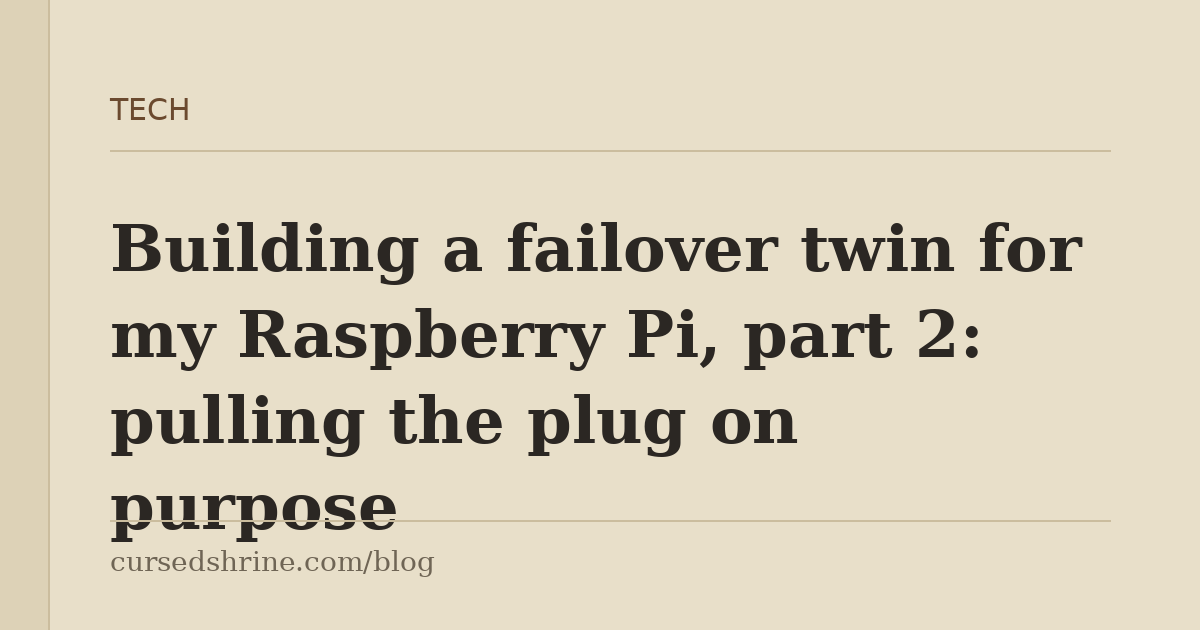 TECH
Building a failover twin for
my Raspberry Pi, part 2:
pulling the plug on
purpose
cursedshrine.com/blog